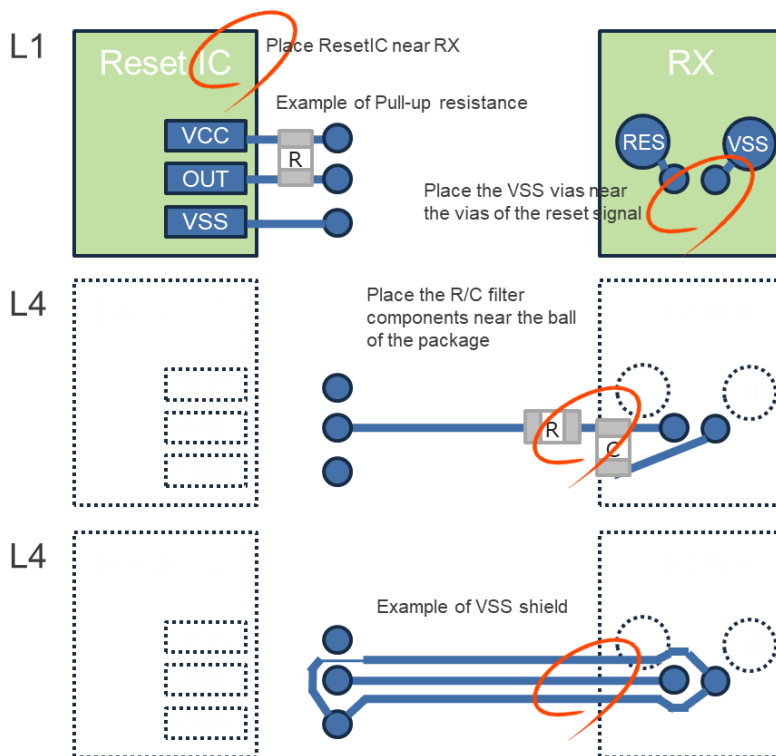 L1
Reset IC
Place ResetIC near RX
RX
Example of Pull-up resistance
VCC
R
OUT
VSS
RES
VSS
Place the VSS vias near
the vias of the reset signal
L4
Place the R/C filter
components near the ball
of the package
R
C
L4
Example of VSS shield